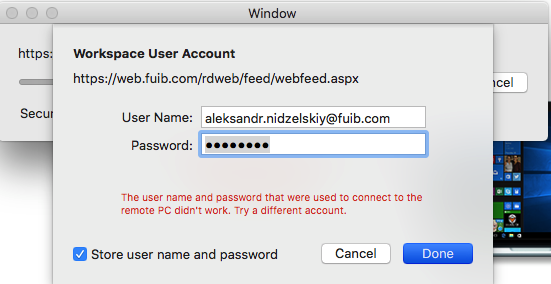 Window
https:
Workspace User Account
https://web.fuib.com/rdweb/feed/webfeed.aspx
ncel
User Name: aleksandr.nidzelskiy@fuib.com
Secur
Password: ●●●●●●●●
The user name and password that were used to connect to the
remote PC didn't work. Try a different account.
Store user name and password
Cancel
Done